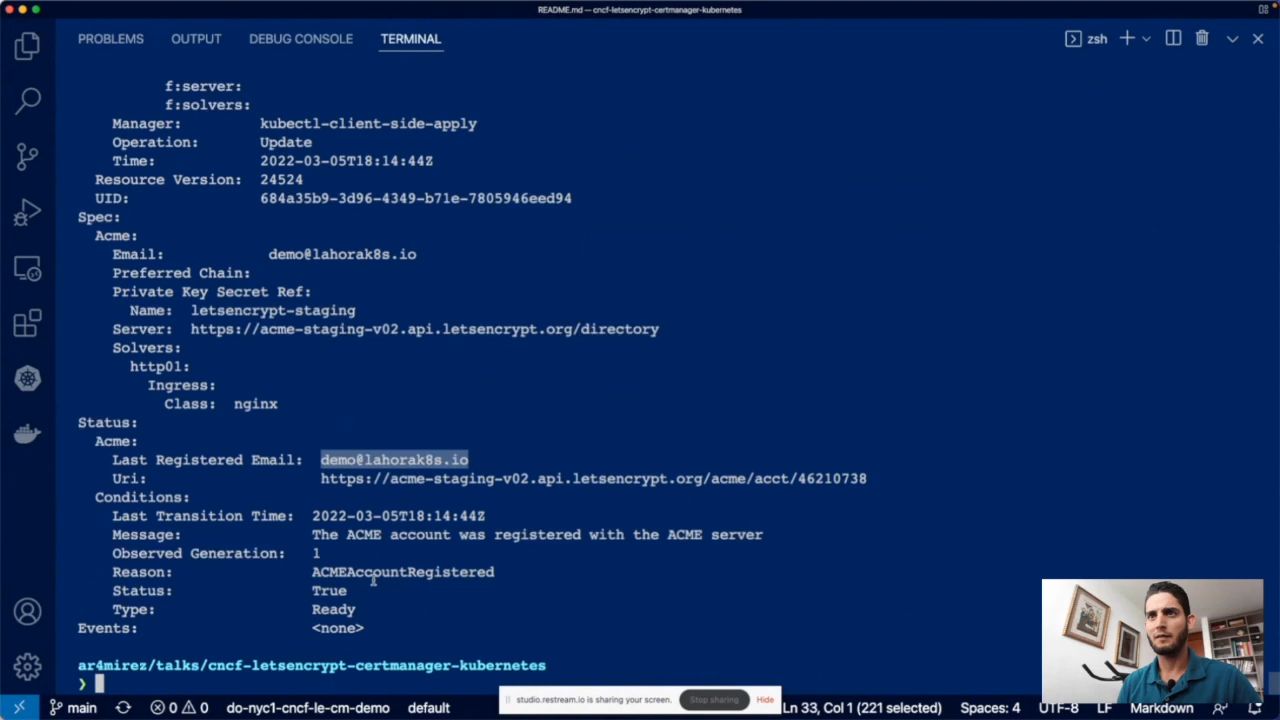 README.md — cncf-letsencrypt-certmanager-kubernetes
PROBLEMS OUTPUT DEBUG CONSOLE TERMINAL zsh
f:server:
f:solvers:
Manager: kubectl-client-side-apply
Operation: Update
Time: 2022-03-05T18:14:44Z
Resource Version: 24524
UID: 684a35b9-3d96-4349-b71e-7805946eed94
Spec:
Acme:
Email: demo@lahorak8s.io
Preferred Chain:
Private Key Secret Ref:
Name: letsencrypt-staging
Server: https://acme-staging-v02.api.letsencrypt.org/directory
Solvers:
http01:
Ingress:
Class: nginx
Status:
Acme:
Last Registered Email: demo@lahorak8s.io
Uri: https://acme-staging-v02.api.letsencrypt.org/acme/acct/46210738
Conditions:
Last Transition Time: 2022-03-05T18:14:44Z
Message: The ACME account was registered with the ACME server
Observed Generation: 1
Reason: ACMEAccountRegistered
Status: True
Type: Ready
Events: <none>
ar4mirez/talks/cncf-letsencrypt-certmanager-kubernetes
❯
studio.restream.io is sharing your screen. Stop sharing Hide
main 0 0 do-nyc1-cncf-le-cm-demo default Ln 33, Col 1 (221 selected) Spaces: 4 UTF-8 LF Markdown